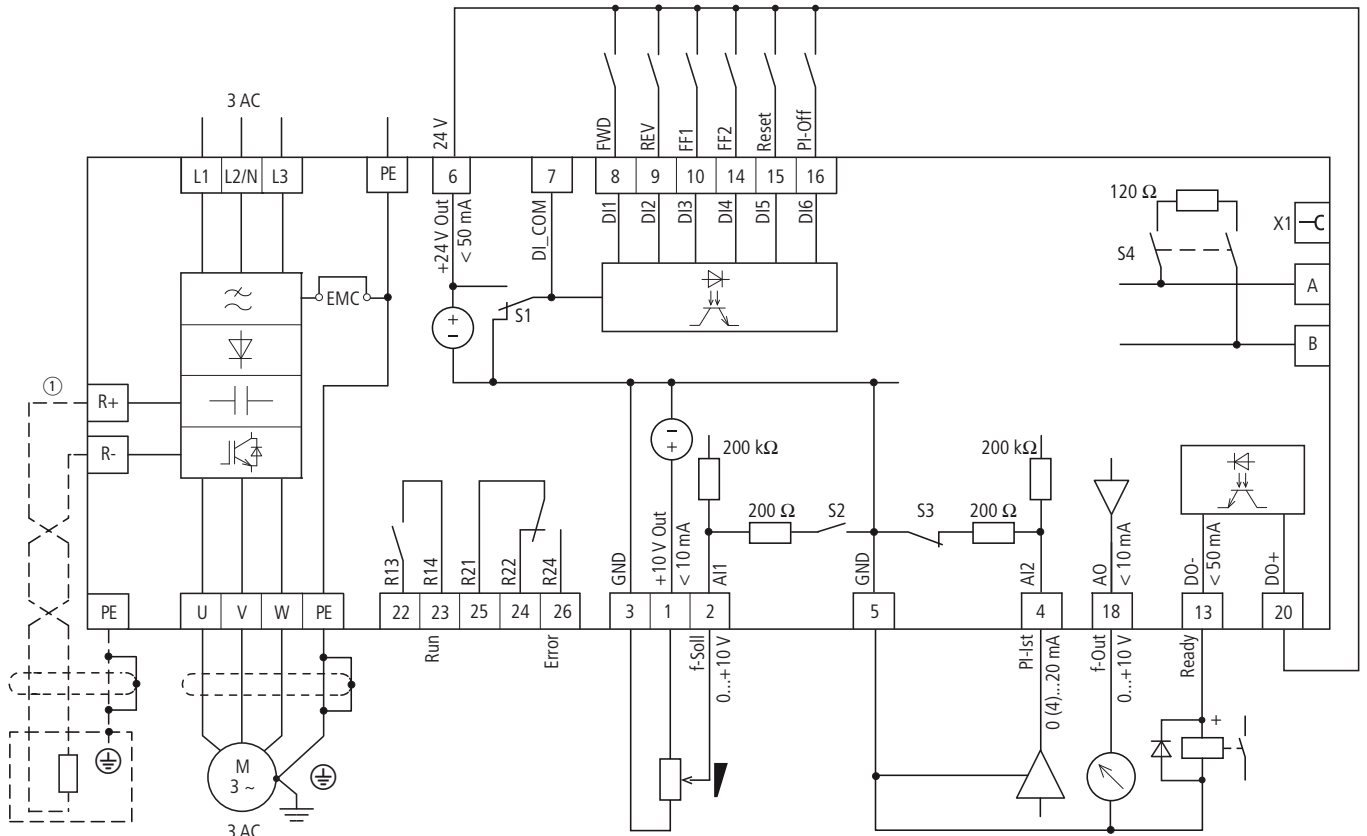 3 AC
24 V
FWD
REV
FF1
FF2
Reset
PI-Off
L1
L2/N
L3
PE
6
7
8
9
10
14
15
16
+24 V Out
< 50 mA
DI_COM
DI1
DI2
DI3
DI4
DI5
DI6
120 Ω
X1
S4
A
EMC
+
-
S1
B
①
R+
R-
-
+
200 kΩ
200 kΩ
200 Ω
S2
S3
200 Ω
R13
R14
R21
R22
R24
GND
+10 V Out
< 10 mA
AI1
GND
AI2
AO
< 10 mA
DO-
< 50 mA
DO+
PE
U
V
W
PE
22
23
25
24
26
3
1
2
5
4
18
13
20
Run
Error
f-Soll
0...+10 V
PI-Ist
0 (4)...20 mA
f-Out
0...+10 V
Ready
+
M
3 ~
3 AC